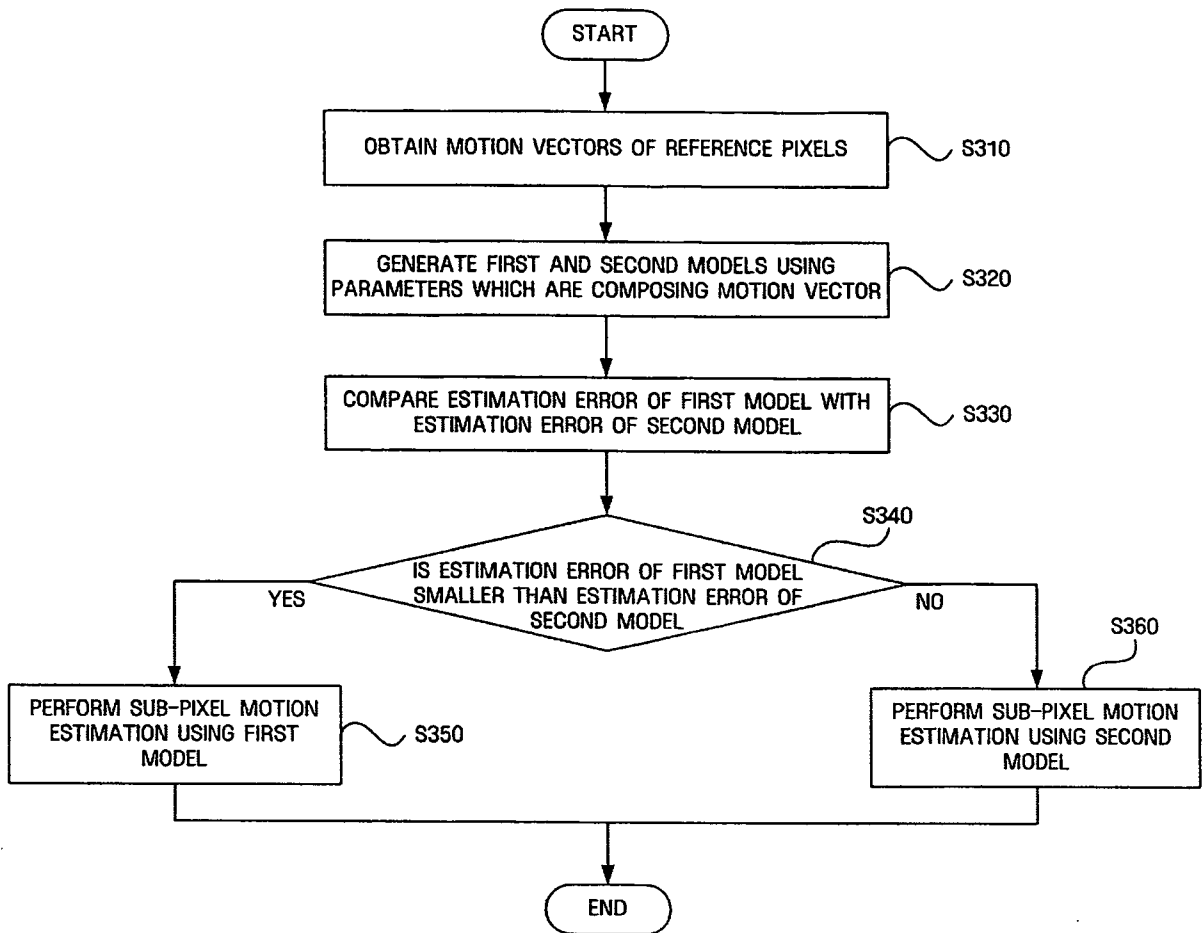 START
OBTAIN MOTION VECTORS OF REFERENCE PIXELS
S310
GENERATE FIRST AND SECOND MODELS USING
PARAMETERS WHICH ARE COMPOSING MOTION VECTOR
S320
COMPARE ESTIMATION ERROR OF FIRST MODEL WITH
ESTIMATION ERROR OF SECOND MODEL
S330
S340
IS ESTIMATION ERROR OF FIRST MODEL
SMALLER THAN ESTIMATION ERROR OF
SECOND MODEL
YES
NO
PERFORM SUB-PIXEL MOTION
ESTIMATION USING FIRST
MODEL
S350
S360
PERFORM SUB-PIXEL MOTION
ESTIMATION USING SECOND
MODEL
END